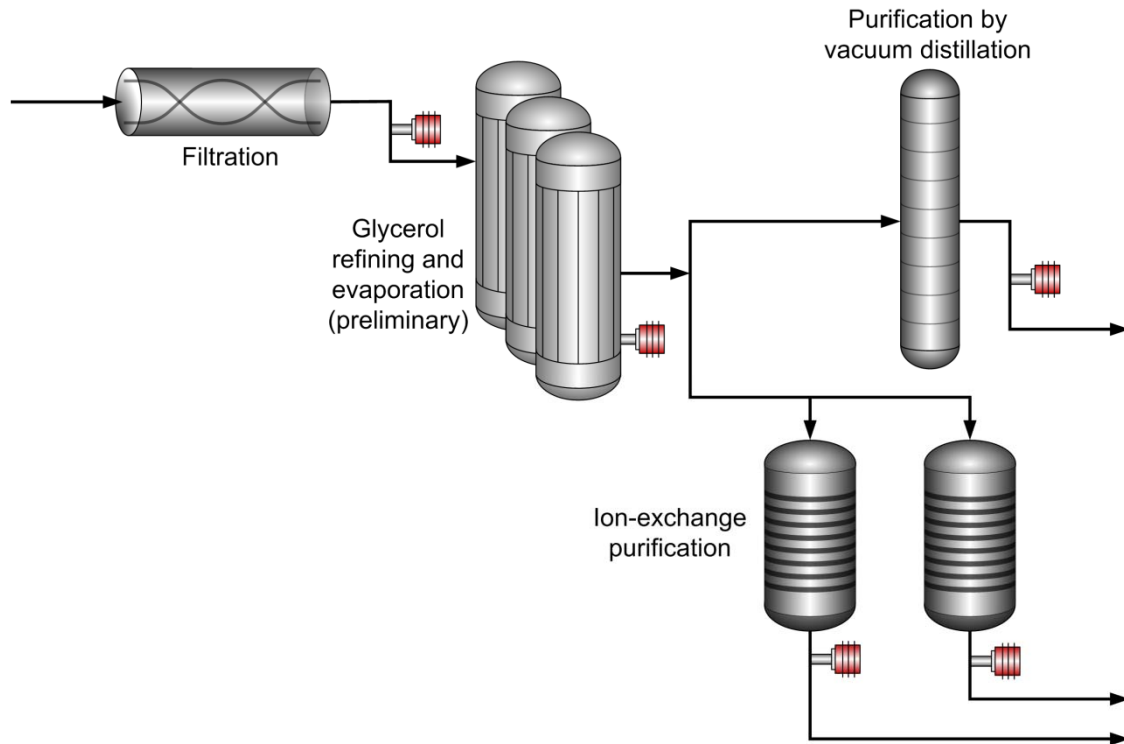 Purification by
vacuum distillation
Filtration
Glycerol
refining and
evaporation
(preliminary)
Ion-exchange
purification